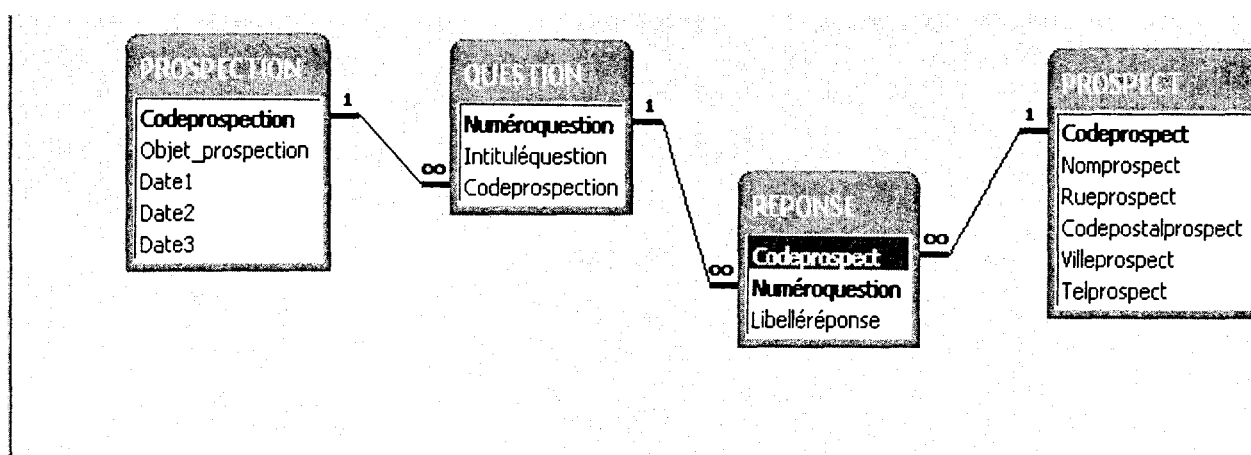 PROSPECTION
Codeprospection
Objet_prospection
Date1
Date2
Date3
1
∞
QUESTION
Numéroquestion
Intituléquestion
Codeprospection
1
∞
REPONSE
Codeprospect
Numéroquestion
Libelléréponse
∞
1
PROSPECT
Codeprospect
Nomprospect
Rueprospect
Codepostalprospect
Villeprospect
Telprospect